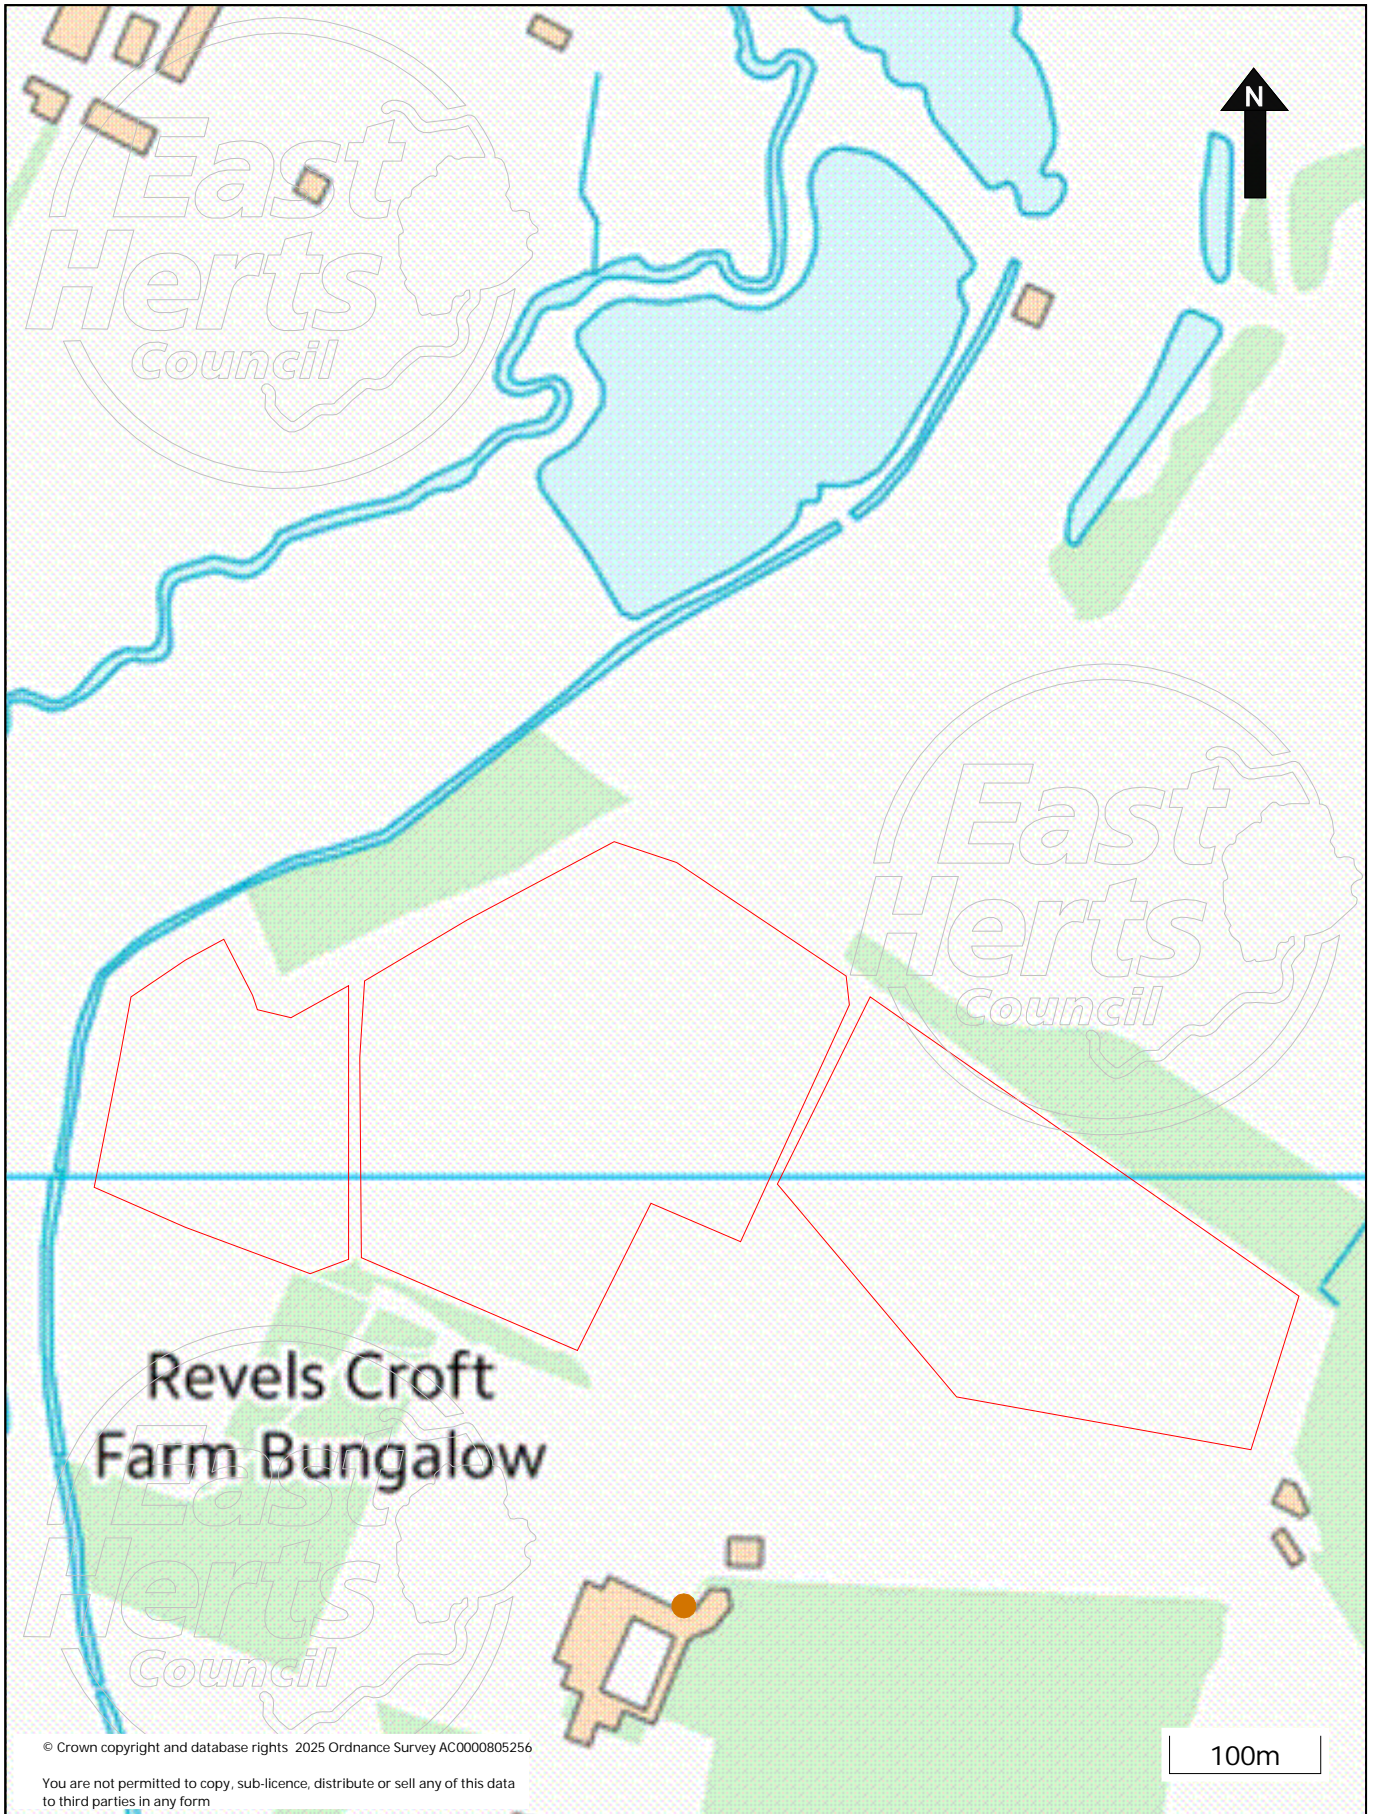 East
Herts
Council
N
East
Herts
Council
Revels Croft
Farm Bungalow
East
Herts
Council
© Crown copyright and database rights 2025 Ordnance Survey AC0000805256
You are not permitted to copy, sub-licence, distribute or sell any of this data
to third parties in any form
100m